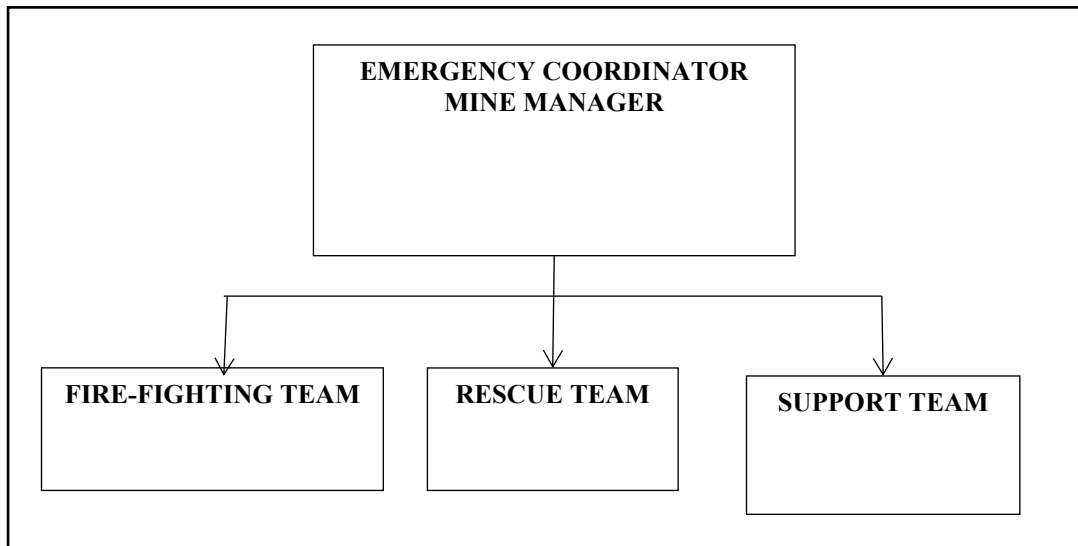 EMERGENCY COORDINATOR
MINE MANAGER
FIRE-FIGHTING TEAM
RESCUE TEAM
SUPPORT TEAM